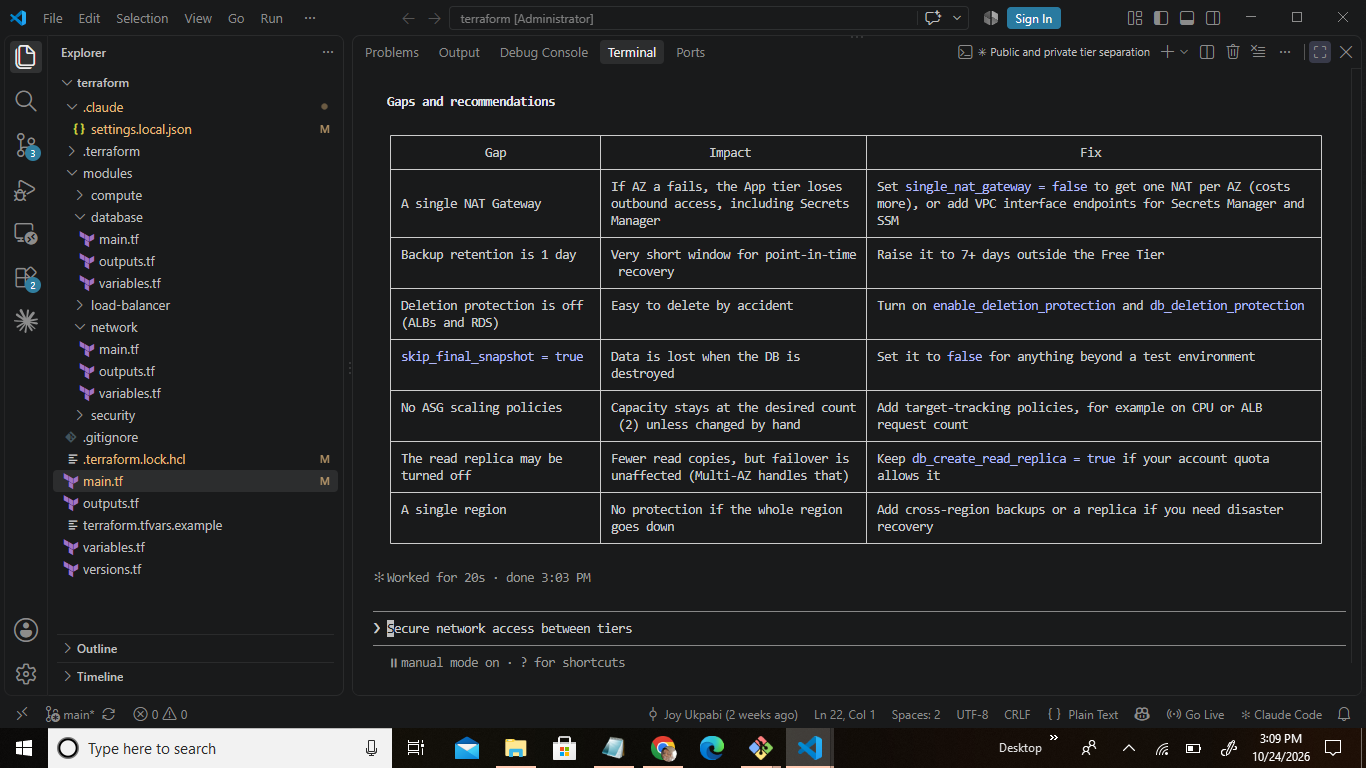 File Edit Selection View Go Run ···
terraform [Administrator]
Sign In
Explorer
terraform
.claude
{} settings.local.json M
.terraform
modules
compute
database
main.tf
outputs.tf
variables.tf
load-balancer
network
main.tf
outputs.tf
variables.tf
security
.gitignore
.terraform.lock.hcl M
main.tf M
outputs.tf
terraform.tfvars.example
variables.tf
versions.tf
Outline
Timeline
3
2
Problems Output Debug Console Terminal Ports
✳ Public and private tier separation
Gaps and recommendations
Gap Impact Fix
A single NAT Gateway
If AZ a fails, the App tier loses
outbound access, including Secrets
Manager
Set single_nat_gateway = false to get one NAT per AZ (costs
more), or add VPC interface endpoints for Secrets Manager and
SSM
Backup retention is 1 day
Very short window for point-in-time
recovery
Raise it to 7+ days outside the Free Tier
Deletion protection is off
(ALBs and RDS)
Easy to delete by accident
Turn on enable_deletion_protection and db_deletion_protection
skip_final_snapshot = true
Data is lost when the DB is
destroyed
Set it to false for anything beyond a test environment
No ASG scaling policies
Capacity stays at the desired count
(2) unless changed by hand
Add target-tracking policies, for example on CPU or ALB
request count
The read replica may be
turned off
Fewer read copies, but failover is
unaffected (Multi-AZ handles that)
Keep db_create_read_replica = true if your account quota
allows it
A single region
No protection if the whole region
goes down
Add cross-region backups or a replica if you need disaster
recovery
✻ Worked for 20s · done 3:03 PM
❯ Secure network access between tiers
⏸ manual mode on · ? for shortcuts
main* 0 0 Joy Ukpabi (2 weeks ago) Ln 22, Col 1 Spaces: 2 UTF-8 CRLF {} Plain Text Go Live ✻ Claude Code
Type here to search
Desktop
3:09 PM
10/24/2026